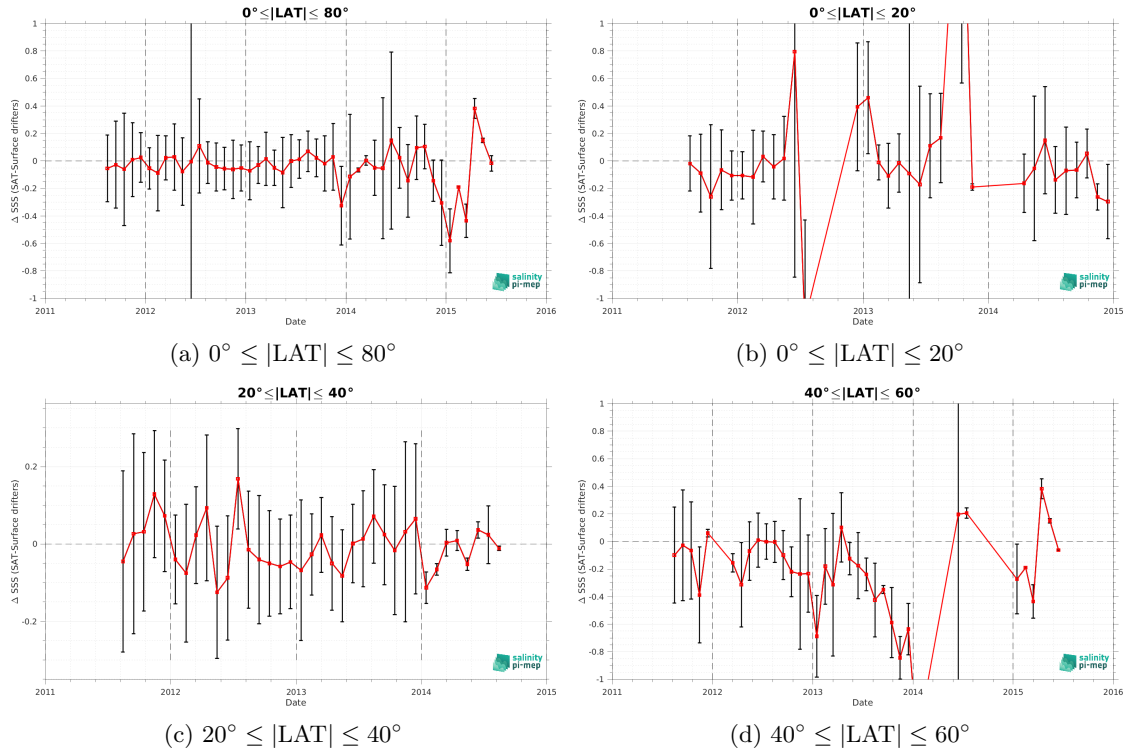 0°≤|LAT|≤ 80°
Δ SSS (SAT-Surface drifters)
1
0.8
0.6
0.4
0.2
0
-0.2
-0.4
-0.6
-0.8
-1
2011
2012
2013
2014
2015
2016
Date
salinity
pi-mep
(a) 0° ≤ |LAT| ≤ 80°
0°≤|LAT|≤ 20°
Δ SSS (SAT-Surface drifters)
1
0.8
0.6
0.4
0.2
0
-0.2
-0.4
-0.6
-0.8
-1
2011
2012
2013
2014
2015
Date
salinity
pi-mep
(b) 0° ≤ |LAT| ≤ 20°
20°≤|LAT|≤ 40°
Δ SSS (SAT-Surface drifters)
0.2
0
-0.2
2011
2012
2013
2014
2015
Date
salinity
pi-mep
(c) 20° ≤ |LAT| ≤ 40°
40°≤|LAT|≤ 60°
Δ SSS (SAT-Surface drifters)
1
0.8
0.6
0.4
0.2
0
-0.2
-0.4
-0.6
-0.8
-1
2011
2012
2013
2014
2015
2016
Date
salinity
pi-mep
(d) 40° ≤ |LAT| ≤ 60°